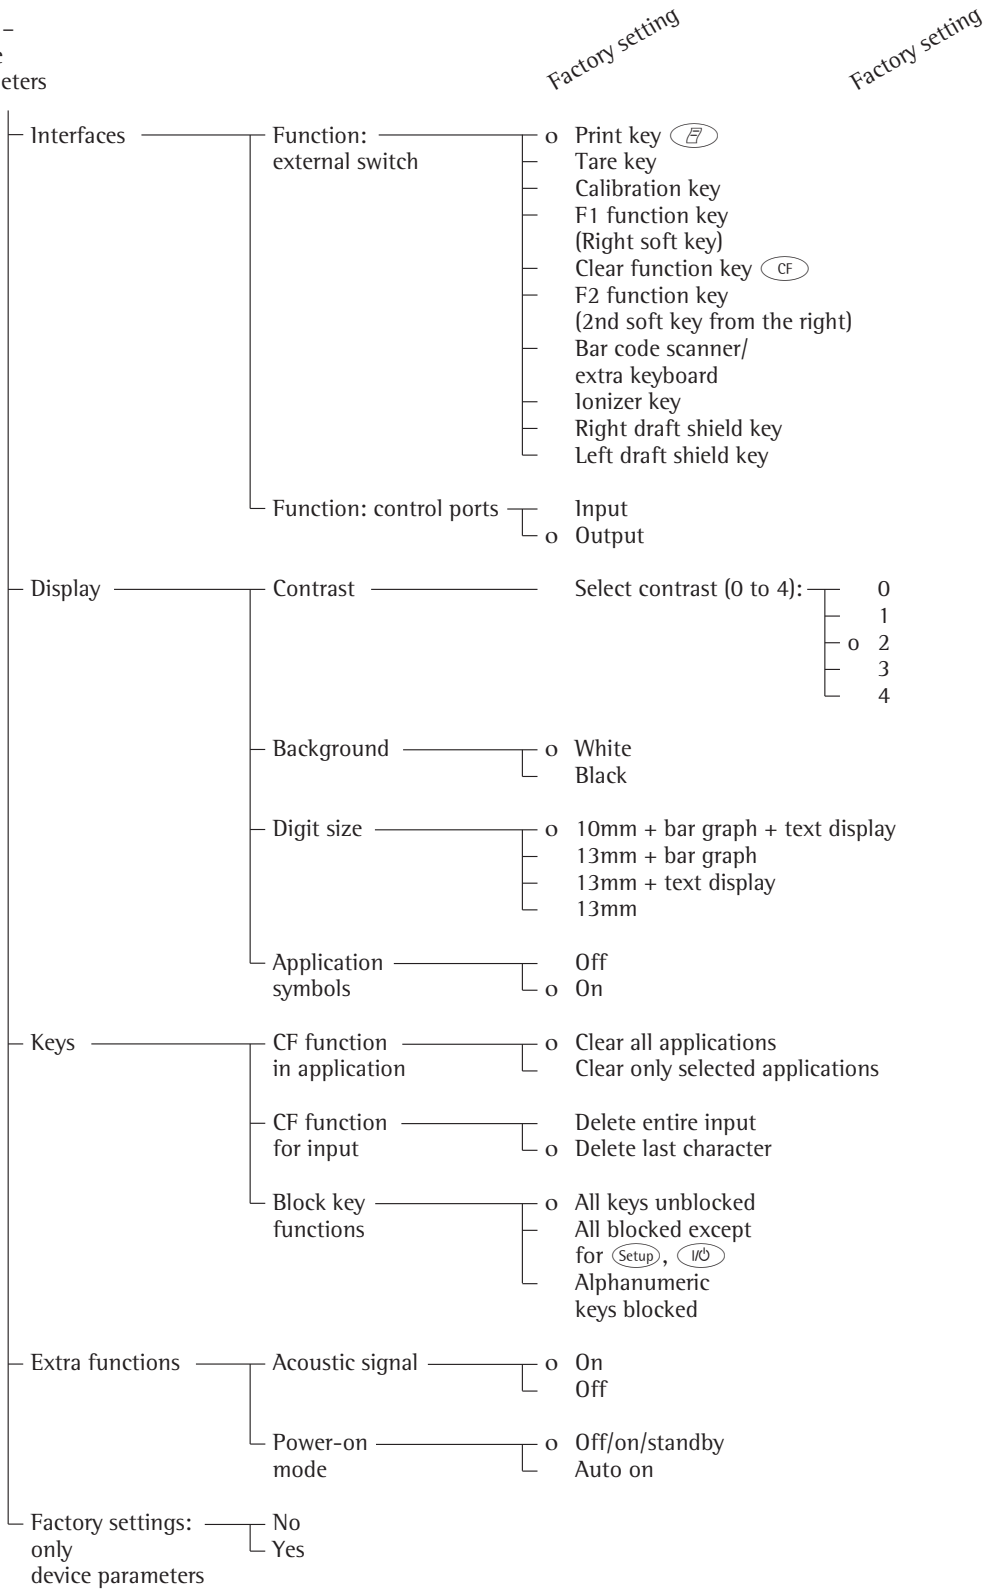 –
e
eters
Factory setting
Factory setting
Interfaces
Function:
external switch
o Print key
Tare key
Calibration key
F1 function key
(Right soft key)
Clear function key CF
F2 function key
(2nd soft key from the right)
Bar code scanner/
extra keyboard
Ionizer key
Right draft shield key
Left draft shield key
Function: control ports
Input
o Output
Display
Contrast
Select contrast (0 to 4):
0
1
o 2
3
4
Background
o White
Black
Digit size
o 10mm + bar graph + text display
13mm + bar graph
13mm + text display
13mm
Application
symbols
Off
o On
Keys
CF function
in application
o Clear all applications
Clear only selected applications
CF function
for input
Delete entire input
o Delete last character
Block key
functions
o All keys unblocked
All blocked except
for Setup, I/⏻
Alphanumeric
keys blocked
Extra functions
Acoustic signal
o On
Off
Power-on
mode
o Off/on/standby
Auto on
Factory settings:
only
device parameters
No
Yes